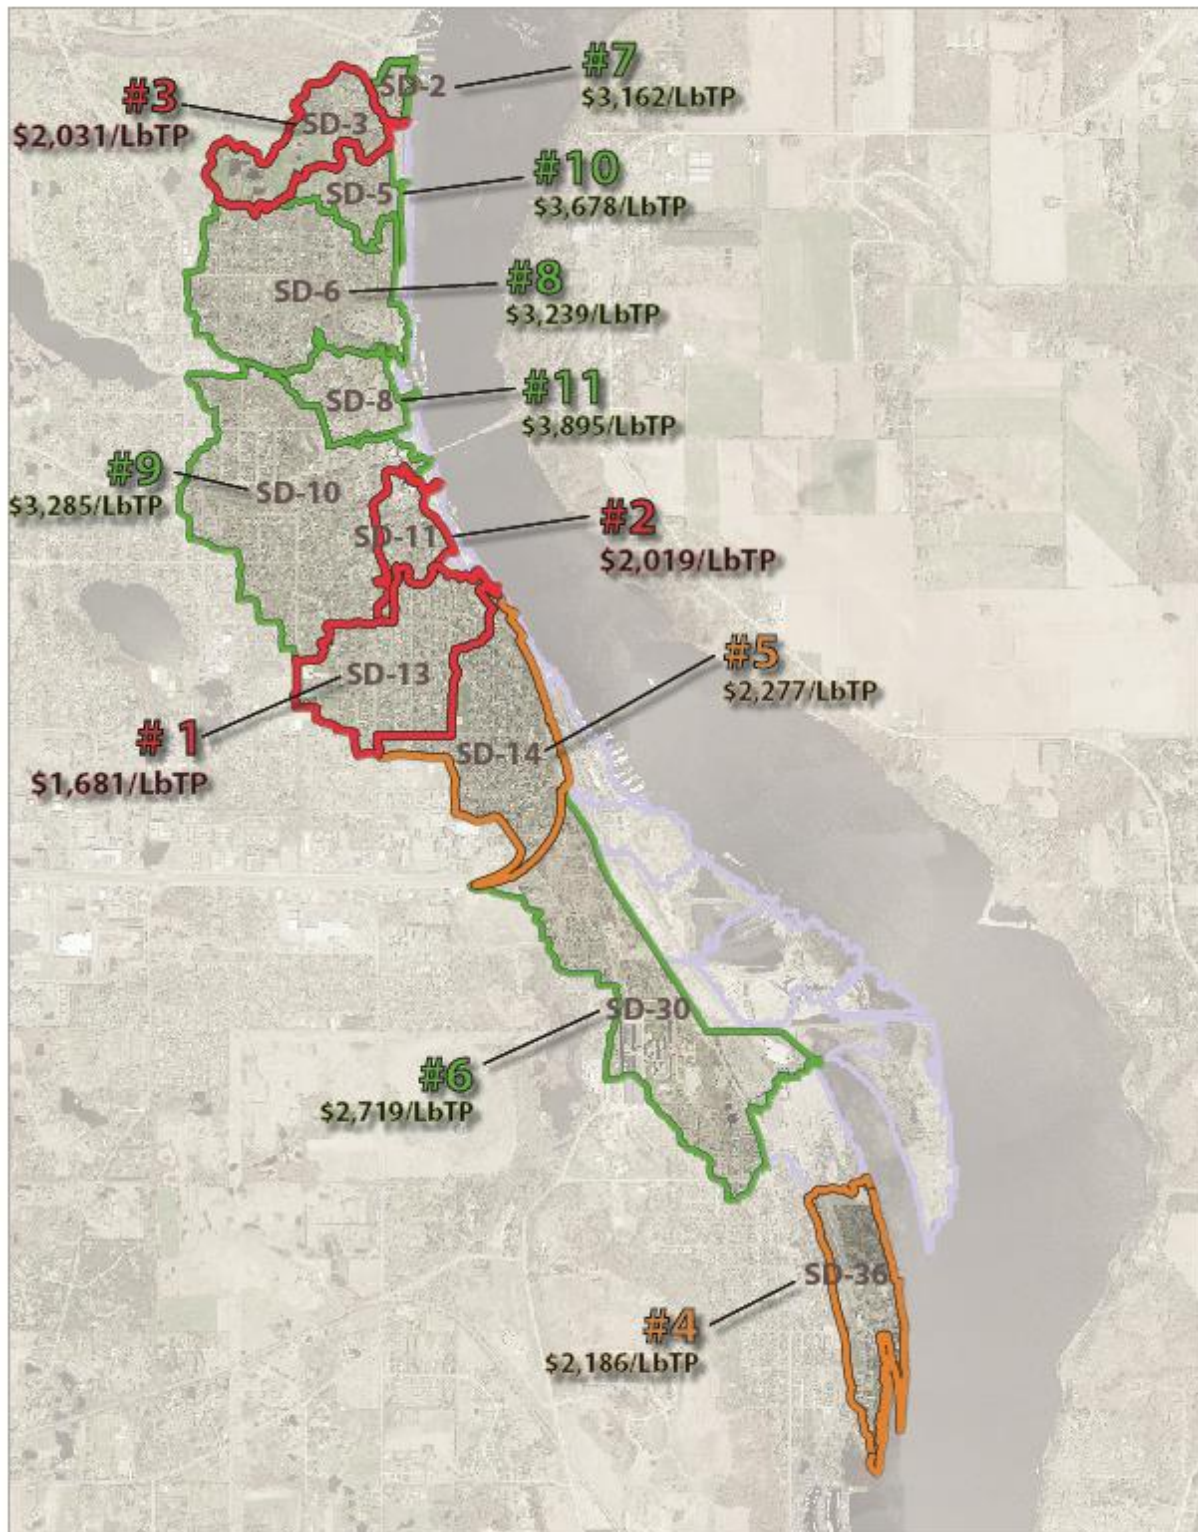 #7
SD-2
$3,162/LbTP
#3
SD-3
$2,031/LbTP
#10
SD-5
$3,678/LbTP
#8
SD-6
$3,239/LbTP
#11
SD-8
$3,895/LbTP
#9
SD-10
$3,285/LbTP
#2
SD-11
$2,019/LbTP
#5
SD-13
$2,277/LbTP
# 1
SD-14
$1,681/LbTP
SD-30
#6
$2,719/LbTP
SD-36
#4
$2,186/LbTP